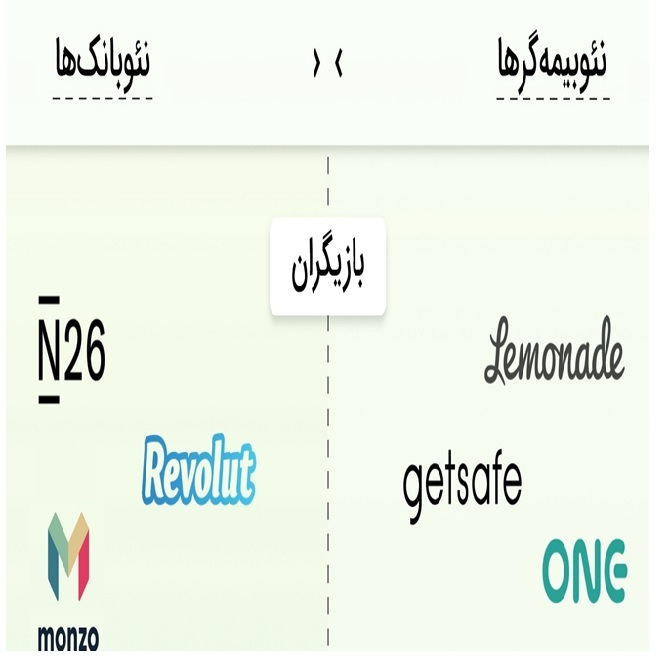 نئوبیمه‌گرها
› ‹
نئوبانک‌ها
بازیگران
Lemonade
N26
getsafe
Revolut
ONE
monzo